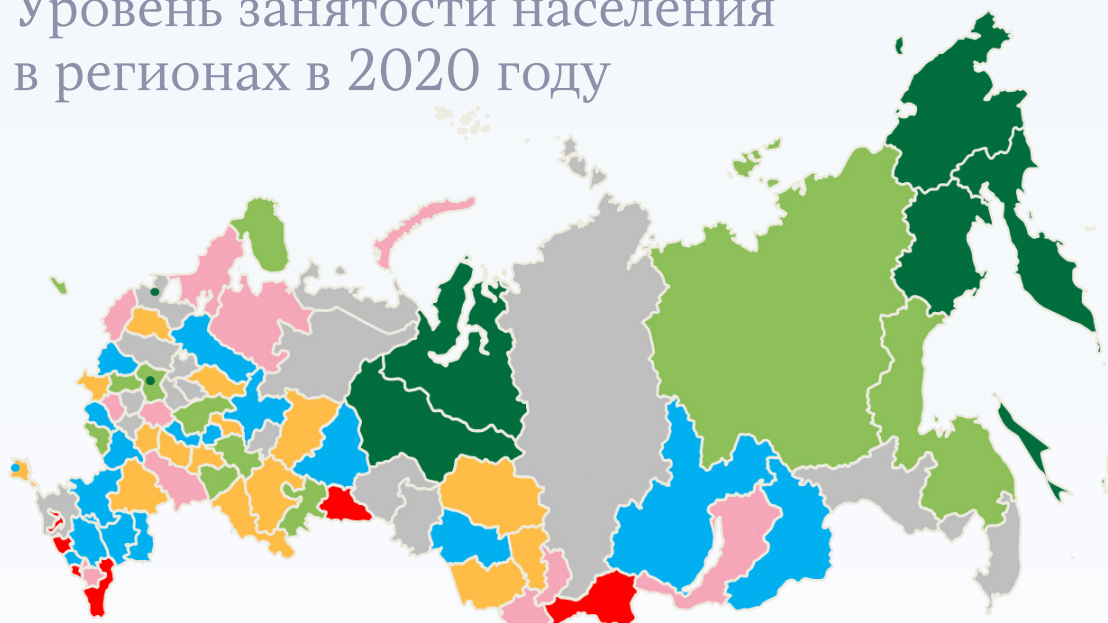 Уровень занятости населения
в регионах в 2020 году